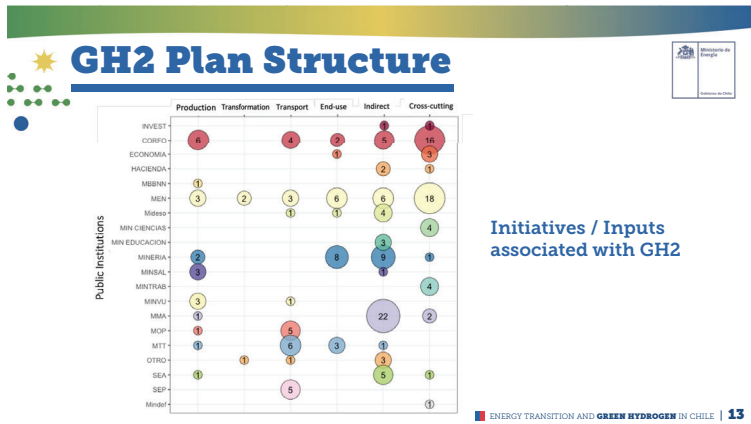 GH2 Plan Structure
Ministerio de
Energía
Gobierno de Chile
Production Transformation Transport End-use Indirect Cross-cutting
Public Institutions
INVEST 1 1
CORFO 6 4 2 5 16
ECONOMIA 1 3
HACIENDA 2 1
MBBNN 1
MEN 3 2 3 6 6 18
Mideso 1 1 4
MIN CIENCIAS 4
MIN EDUCACION 3
MINERIA 2 8 9 1
MINSAL 3 1
MINTRAB 4
MINVU 3 1
MMA 1 22 2
MOP 1 5
MTT 1 6 3 1
OTRO 1 1 3
SEA 1 5 1
SEP 5
Mindef 1
Initiatives / Inputs
associated with GH2
ENERGY TRANSITION AND GREEN HYDROGEN IN CHILE | 13